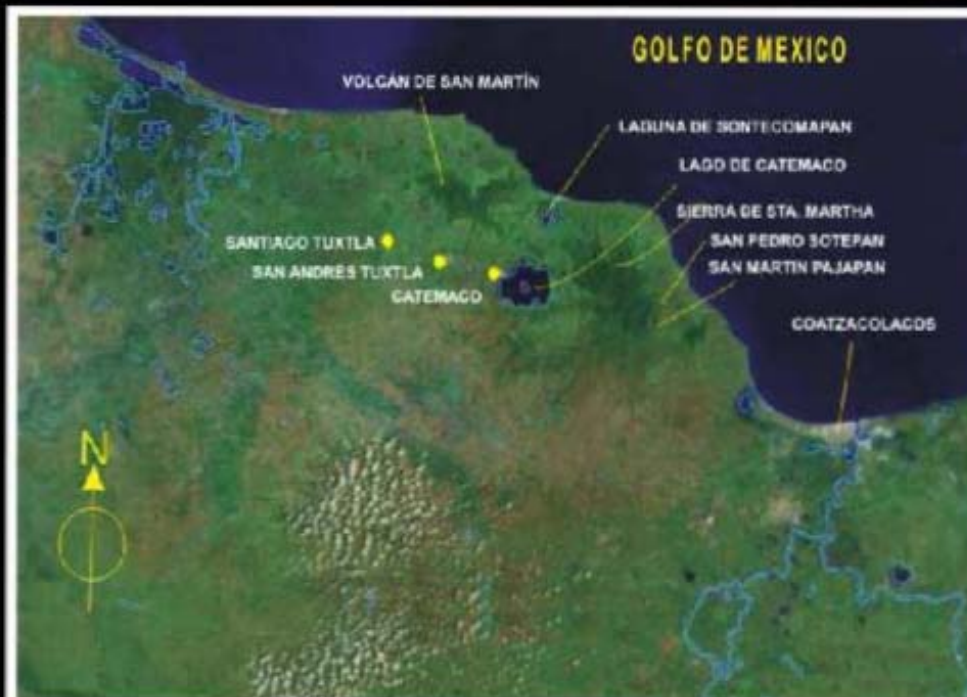 GOLFO DE MEXICO
VOLCÁN DE SAN MARTÍN
LAGUNA DE SONTECOMAPAN
LAGO DE CATEMACO
SIERRA DE STA. MARTHA
SANTIAGO TUXTLA
SAN PEDRO SOTEPAN
SAN ANDRÉS TUXTLA
SAN MARTIN PAJAPAN
CATEMACO
COATZACOLACOS
N